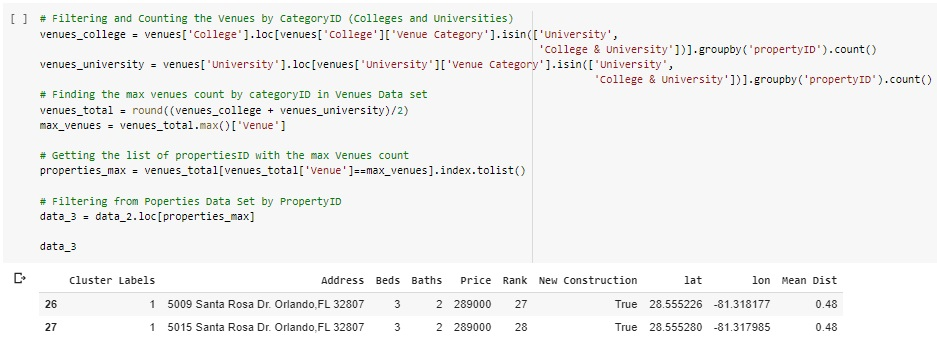 [ ] # Filtering and Counting the Venues by CategoryID (Colleges and Universities)
venues_college = venues['College'].loc[venues['College']['Venue Category'].isin(['University',
'College & University'])].groupby('propertyID').count()
venues_university = venues['University'].loc[venues['University']['Venue Category'].isin(['University',
'College & University'])].groupby('propertyID').count()
# Finding the max venues count by categoryID in Venues Data set
venues_total = round((venues_college + venues_university)/2)
max_venues = venues_total.max()['Venue']
# Getting the list of propertiesID with the max Venues count
properties_max = venues_total[venues_total['Venue']==max_venues].index.tolist()
# Filtering from Poperties Data Set by PropertyID
data_3 = data_2.loc[properties_max]
data_3
Cluster Labels Address Beds Baths Price Rank New Construction lat lon Mean Dist
26 1 5009 Santa Rosa Dr. Orlando,FL 32807 3 2 289000 27 True 28.555226 -81.318177 0.48
27 1 5015 Santa Rosa Dr. Orlando,FL 32807 3 2 289000 28 True 28.555280 -81.317985 0.48